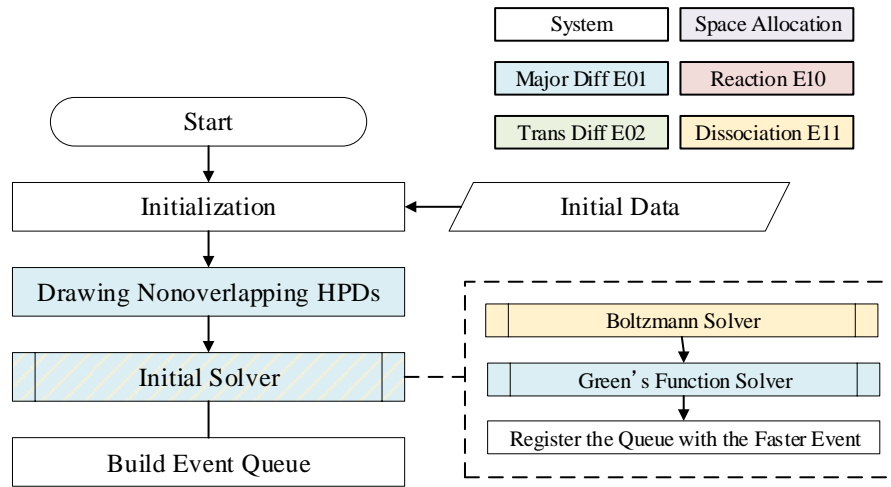 System
Space Allocation
Major Diff E01
Reaction E10
Trans Diff E02
Dissociation E11
Start
Initialization
Initial Data
Drawing Nonoverlapping HPDs
Initial Solver
Build Event Queue
Boltzmann Solver
Green’s Function Solver
Register the Queue with the Faster Event